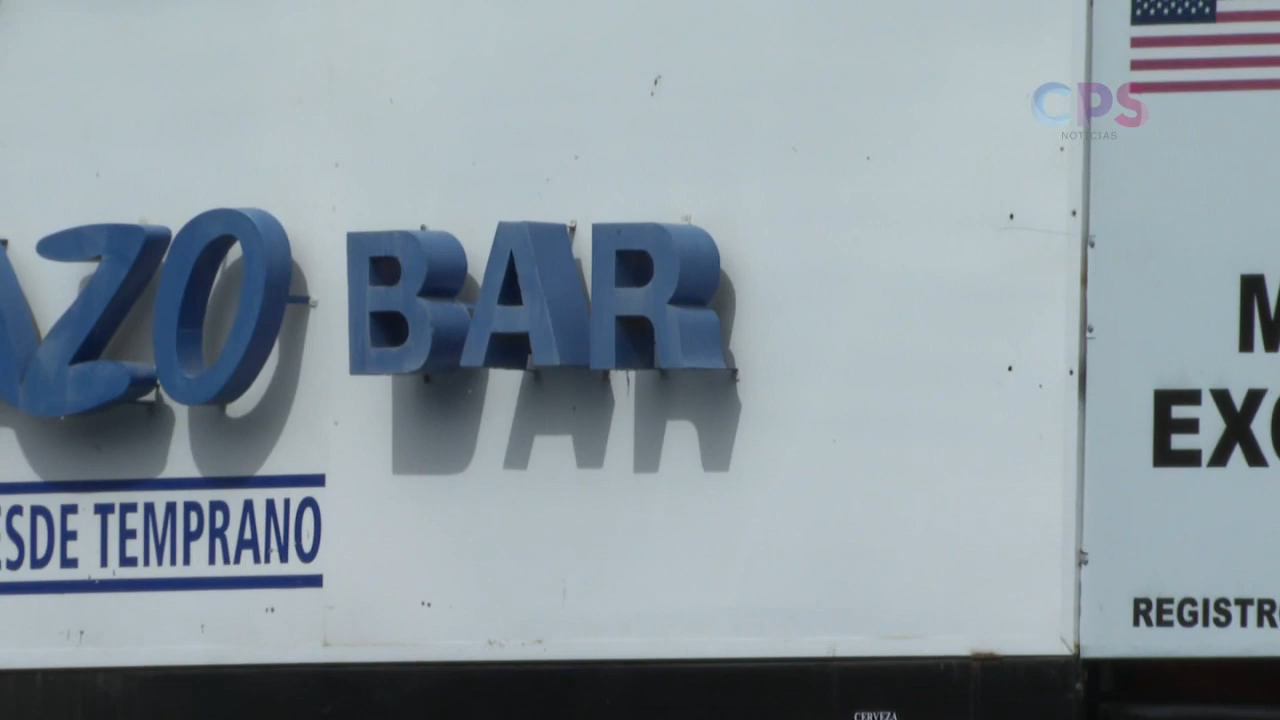 CPS
NOTICIAS
AZO BAR
ESDE TEMPRANO
M
EXC
REGISTRO
CERVEZA